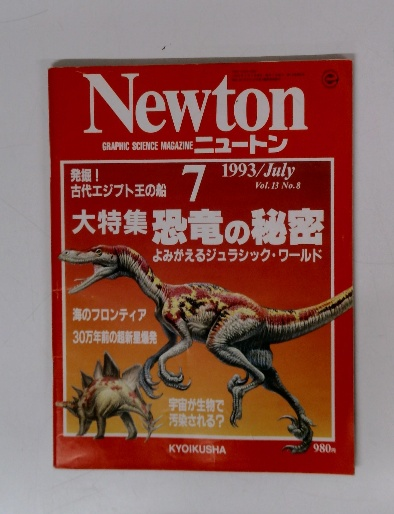 Newton
GRAPHIC SCIENCE MAGAZINE ニュートン
7 1993/July
Vol. 13 No. 8
発掘!
古代エジプト王の船
大特集 恐竜の秘密
よみがえるジュラシック・ワールド
海のフロンティア
30万年前の超新星爆発
宇宙が生物で
汚染される?
KYOIKUSHA
980円